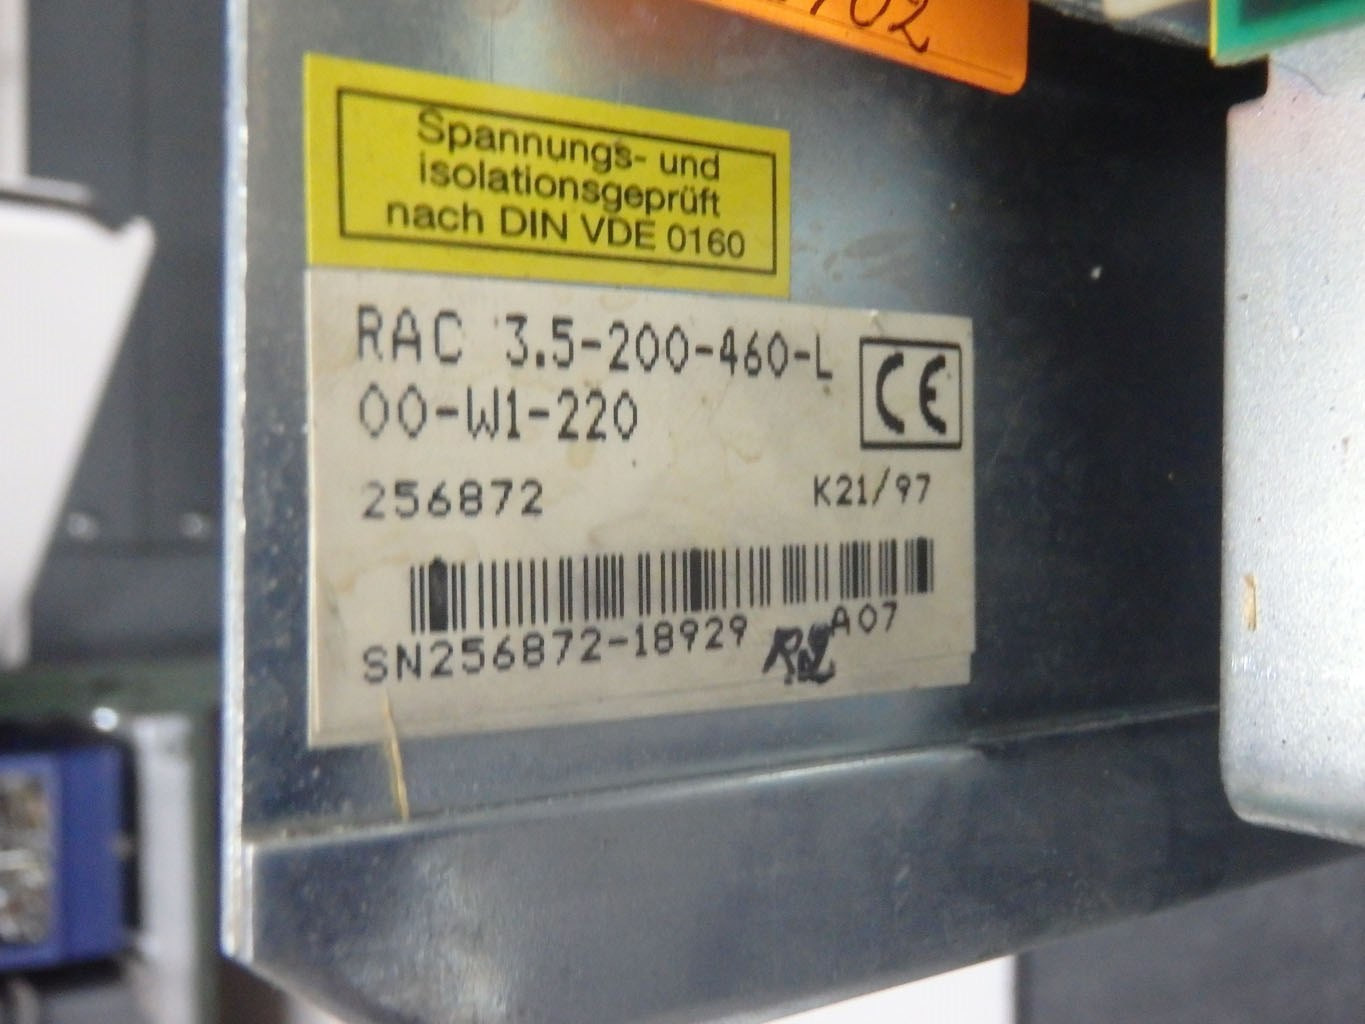 Spannungs- und
isolationsgeprüft
nach DIN VDE 0160
RAC 3.5-200-460-L
00-W1-220
CE
256872 K21/97
SN256872-18929 A07